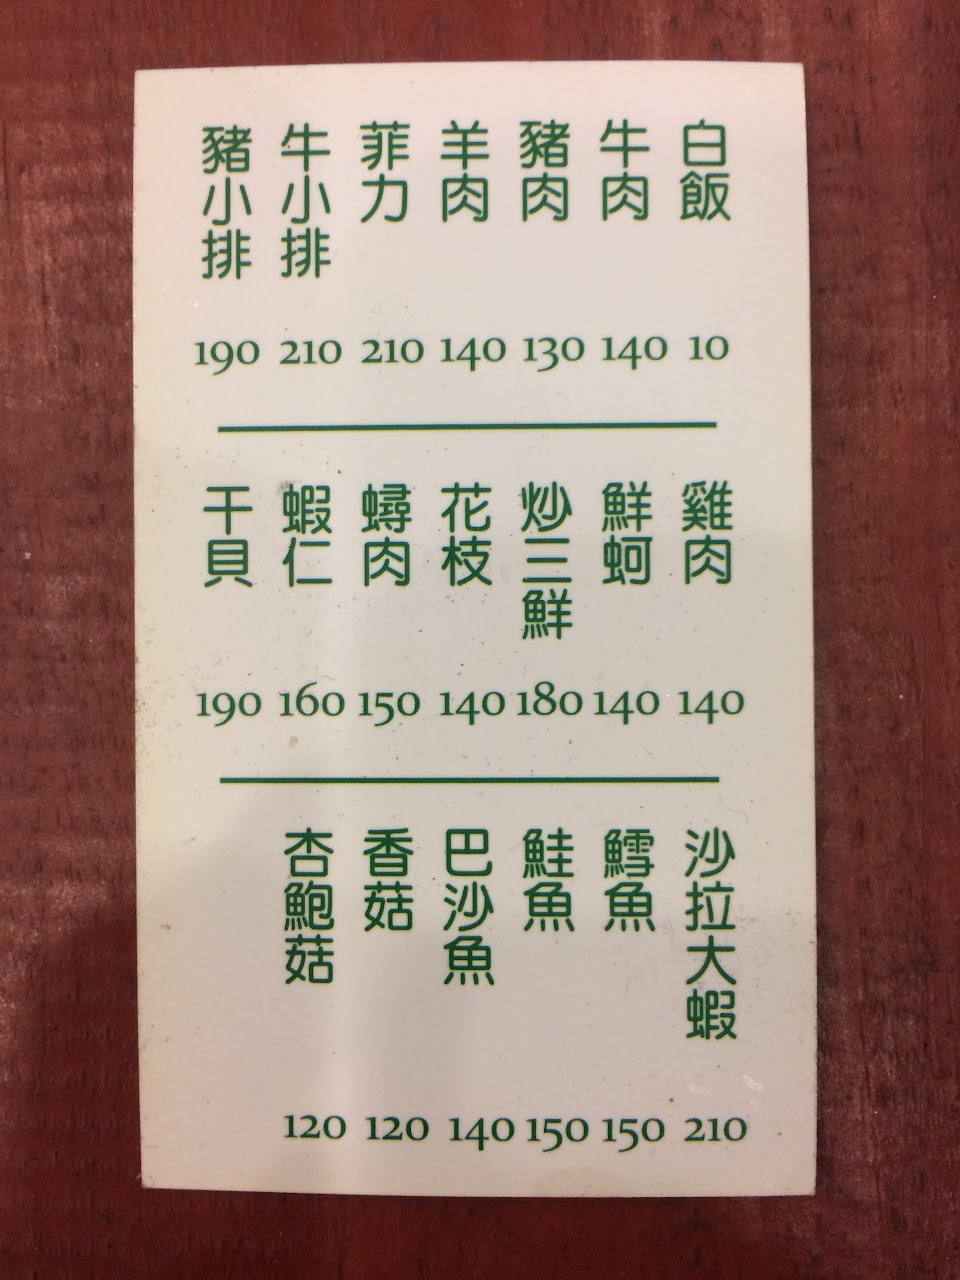 白飯 10
牛肉 140
豬肉 130
羊肉 140
菲力 210
牛小排 210
豬小排 190
雞肉 140
鮮蚵 140
炒三鮮 180
花枝 140
蟳肉 150
蝦仁 160
干貝 190
沙拉大蝦 210
鱈魚 150
鮭魚 150
巴沙魚 140
香菇 120
杏鮑菇 120